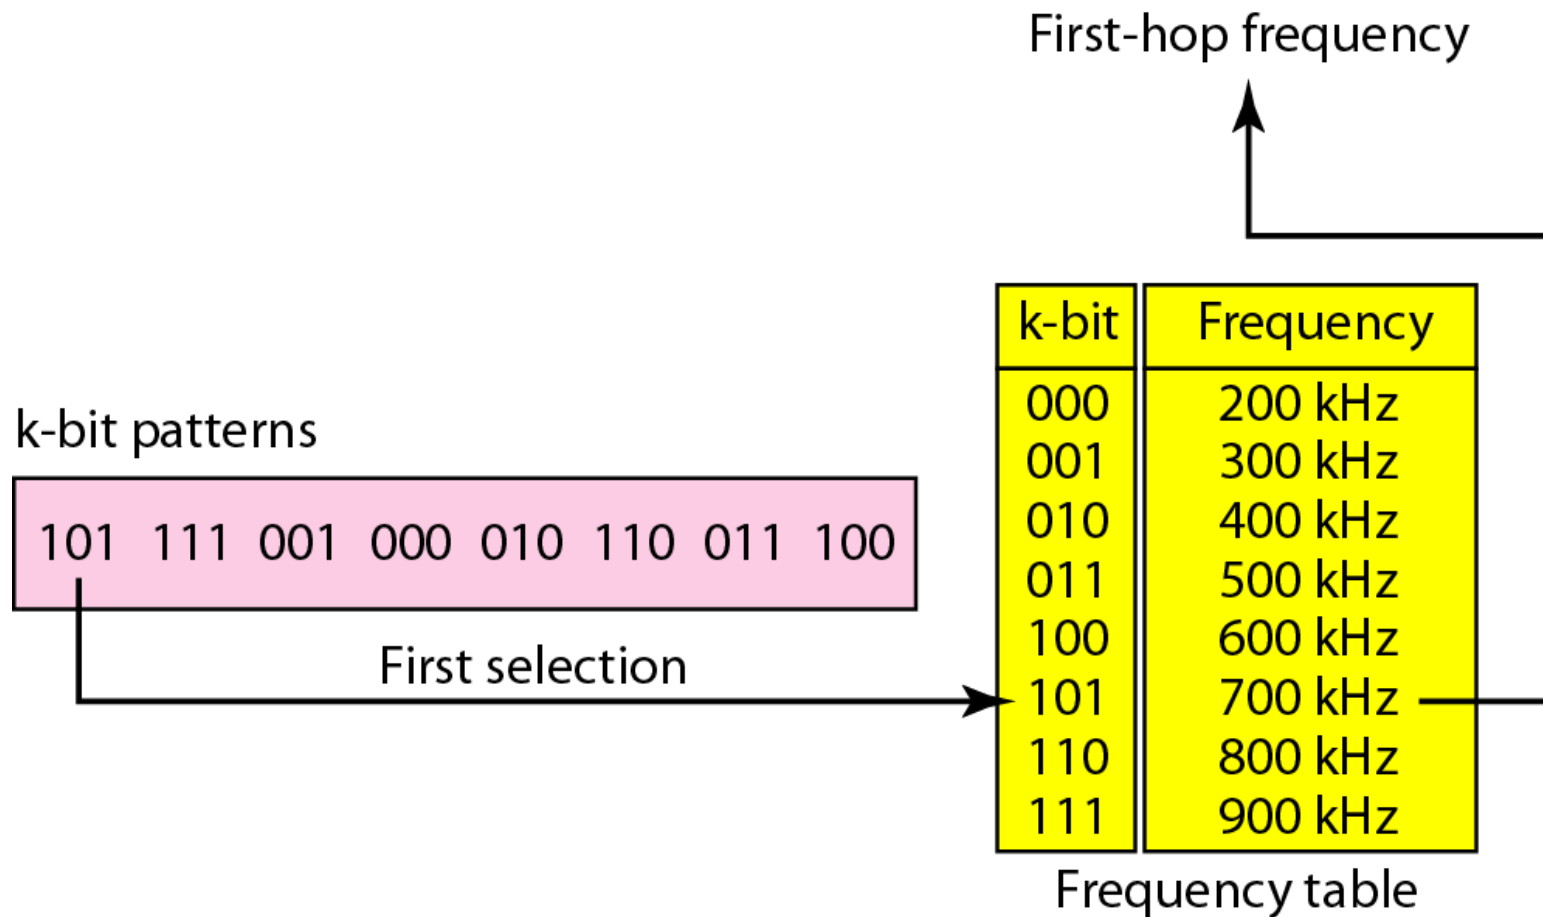 First-hop frequency
k-bit patterns
101 111 001 000 010 110 011 100
First selection
k-bit Frequency
000 200 kHz
001 300 kHz
010 400 kHz
011 500 kHz
100 600 kHz
101 700 kHz
110 800 kHz
111 900 kHz
Frequency table